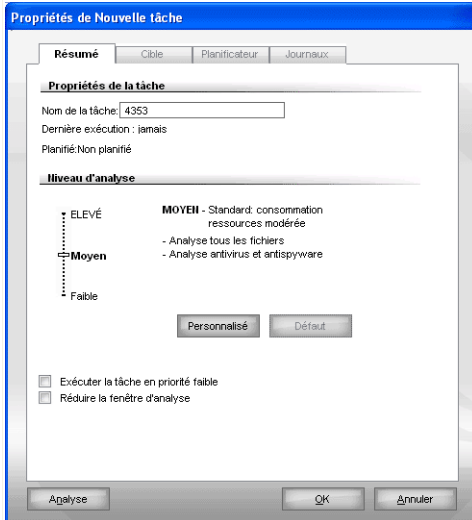 Propriétés de Nouvelle tâche
Résumé Cible Planificateur Journaux
Propriétés de la tâche
Nom de la tâche: 4353
Dernière exécution : jamais
Planifié:Non planifié
Niveau d'analyse
ELEVÉ
Moyen
Faible
MOYEN - Standard: consommation
ressources modérée
- Analyse tous les fichiers
- Analyse antivirus et antispyware
Personnalisé Défaut
Exécuter la tâche en priorité faible
Réduire la fenêtre d'analyse
Analyse OK Annuler